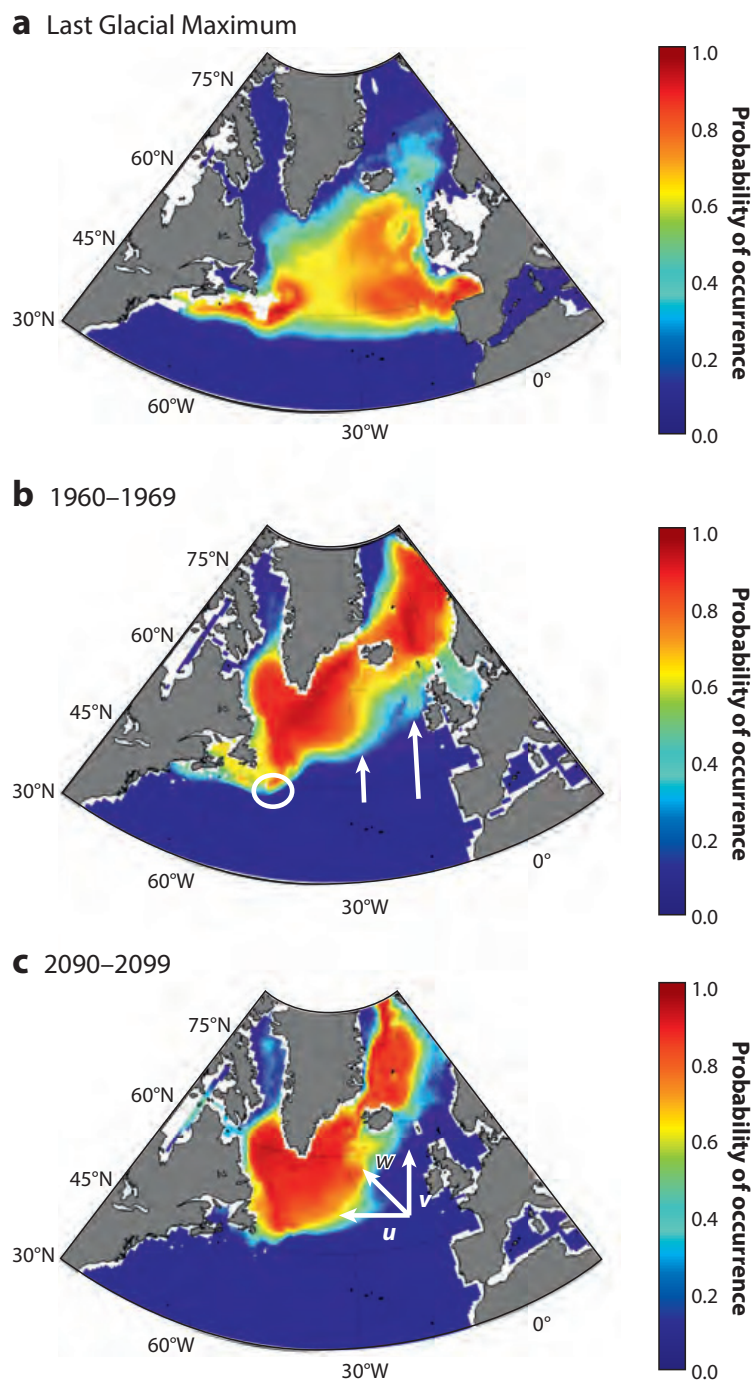 a Last Glacial Maximum
75°N
60°N
45°N
30°N
60°W
30°W
0°
1.0
0.8
0.6
0.4
0.2
0.0
Probability of occurrence
b 1960–1969
75°N
60°N
45°N
30°N
60°W
30°W
0°
1.0
0.8
0.6
0.4
0.2
0.0
Probability of occurrence
c 2090–2099
75°N
60°N
45°N
30°N
60°W
30°W
0°
w
v
u
1.0
0.8
0.6
0.4
0.2
0.0
Probability of occurrence